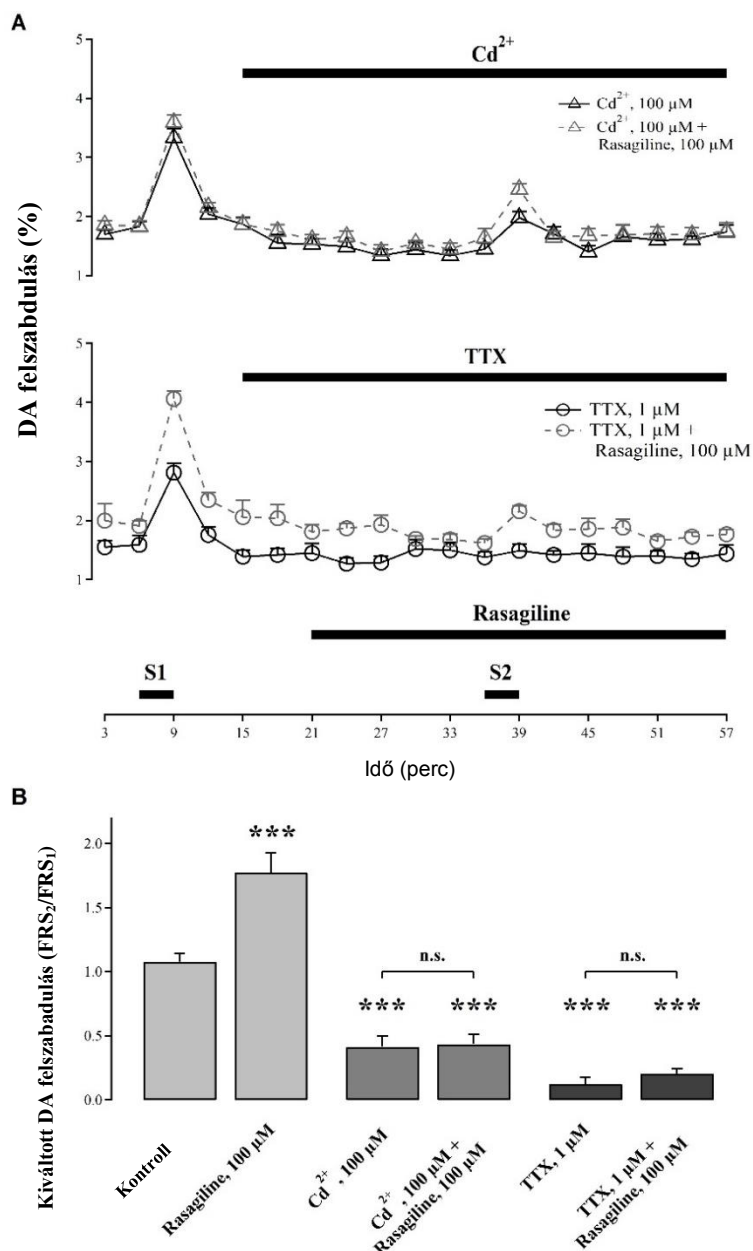 A
Cd2+
Cd2+, 100 μM
Cd2+, 100 μM +
Rasagiline, 100 μM
5
4
3
2
1
TTX
TTX, 1 μM
TTX, 1 μM +
Rasagiline, 100 μM
5
4
3
2
1
DA felszabdulás (%)
Rasagiline
S1
S2
3 9 15 21 27 33 39 45 51 57
Idő (perc)
B
Kiváltott DA felszabadulás (FRS2/FRS1)
2.0
1.5
1.0
0.5
0.0
***
n.s.
n.s.
*** *** *** ***
Kontroll
Rasagiline, 100 μM
Cd2+, 100 μM
Cd2+, 100 μM +
Rasagiline, 100 μM
TTX, 1 μM
TTX, 1 μM +
Rasagiline, 100 μM